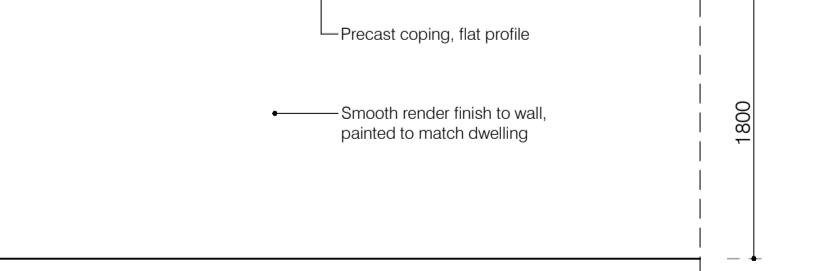 Precast coping, flat profile
Smooth render finish to wall,
painted to match dwelling
1800